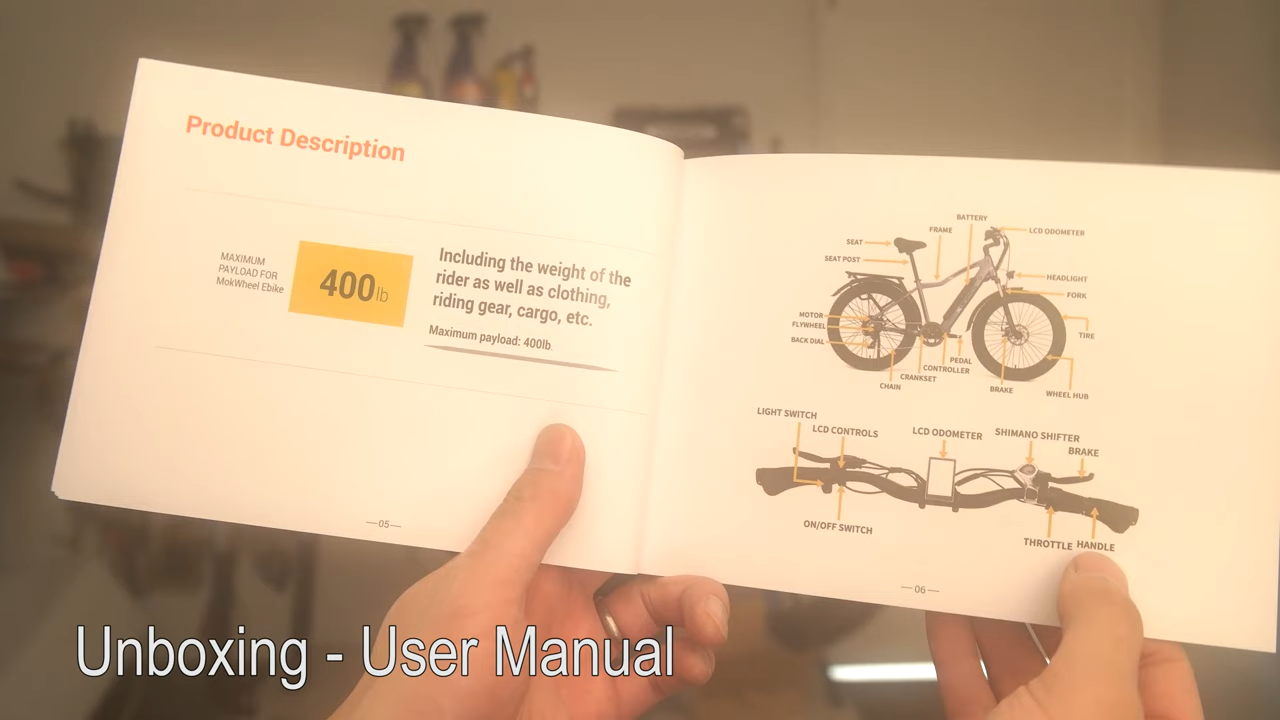 Product Description
MAXIMUM
PAYLOAD FOR
MokWheel Ebike
400lb
Including the weight of the
rider as well as clothing,
riding gear, cargo, etc.
Maximum payload: 400lb
—05—
BATTERY
FRAME
LCD ODOMETER
SEAT
SEAT POST
HEADLIGHT
FORK
MOTOR
FLYWHEEL
TIRE
BACK DIAL
PEDAL
CONTROLLER
CRANKSET
CHAIN
BRAKE
WHEEL HUB
LIGHT SWITCH
LCD CONTROLS
LCD ODOMETER
SHIMANO SHIFTER
BRAKE
ON/OFF SWITCH
THROTTLE
HANDLE
—06—
Unboxing - User Manual